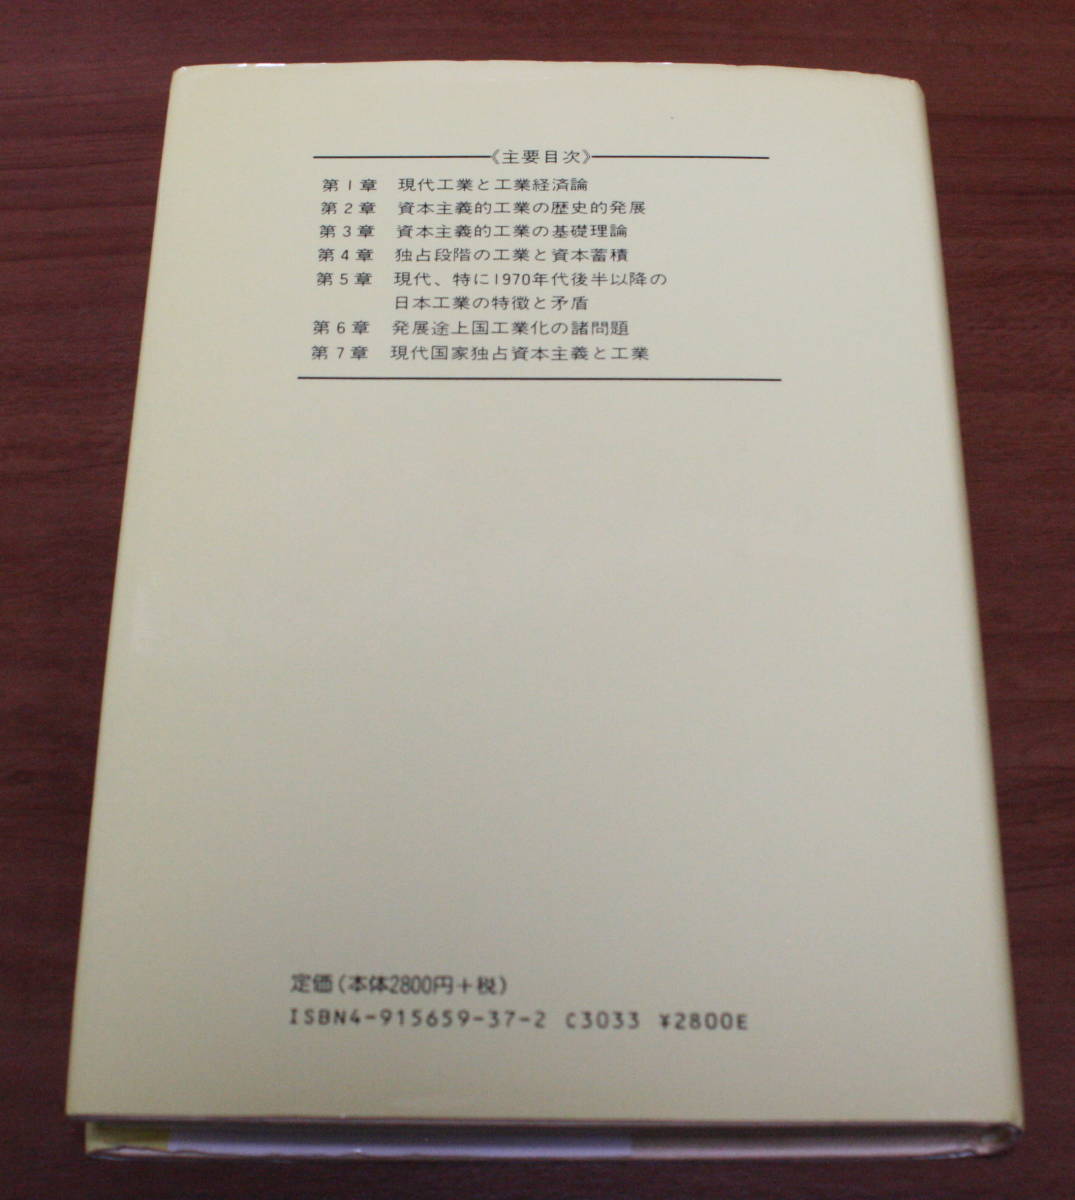 《主要目次》
第1章 現代工業と工業経済論
第2章 資本主義的工業の歴史的発展
第3章 資本主義的工業の基礎理論
第4章 独占段階の工業と資本蓄積
第5章 現代、特に1970年代後半以降の
日本工業の特徴と矛盾
第6章 発展途上国工業化の諸問題
第7章 現代国家独占資本主義と工業
定価(本体2800円+税)
ISBN4-915659-37-2 C3033 ¥2800E